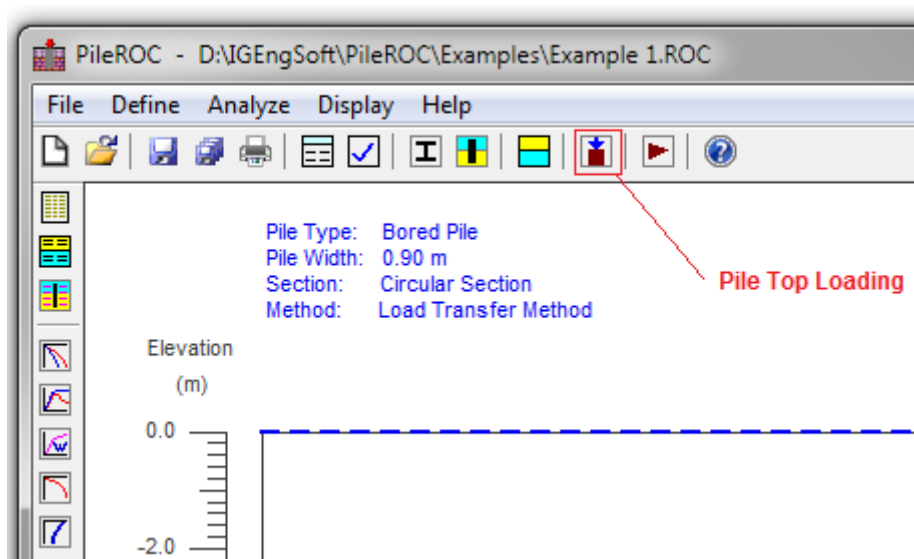 PileROC - D:\IGEngSoft\PileROC\Examples\Example 1.ROC
File Define Analyze Display Help
Pile Type: Bored Pile
Pile Width: 0.90 m
Section: Circular Section
Method: Load Transfer Method
Pile Top Loading
Elevation
(m)
0.0
-2.0